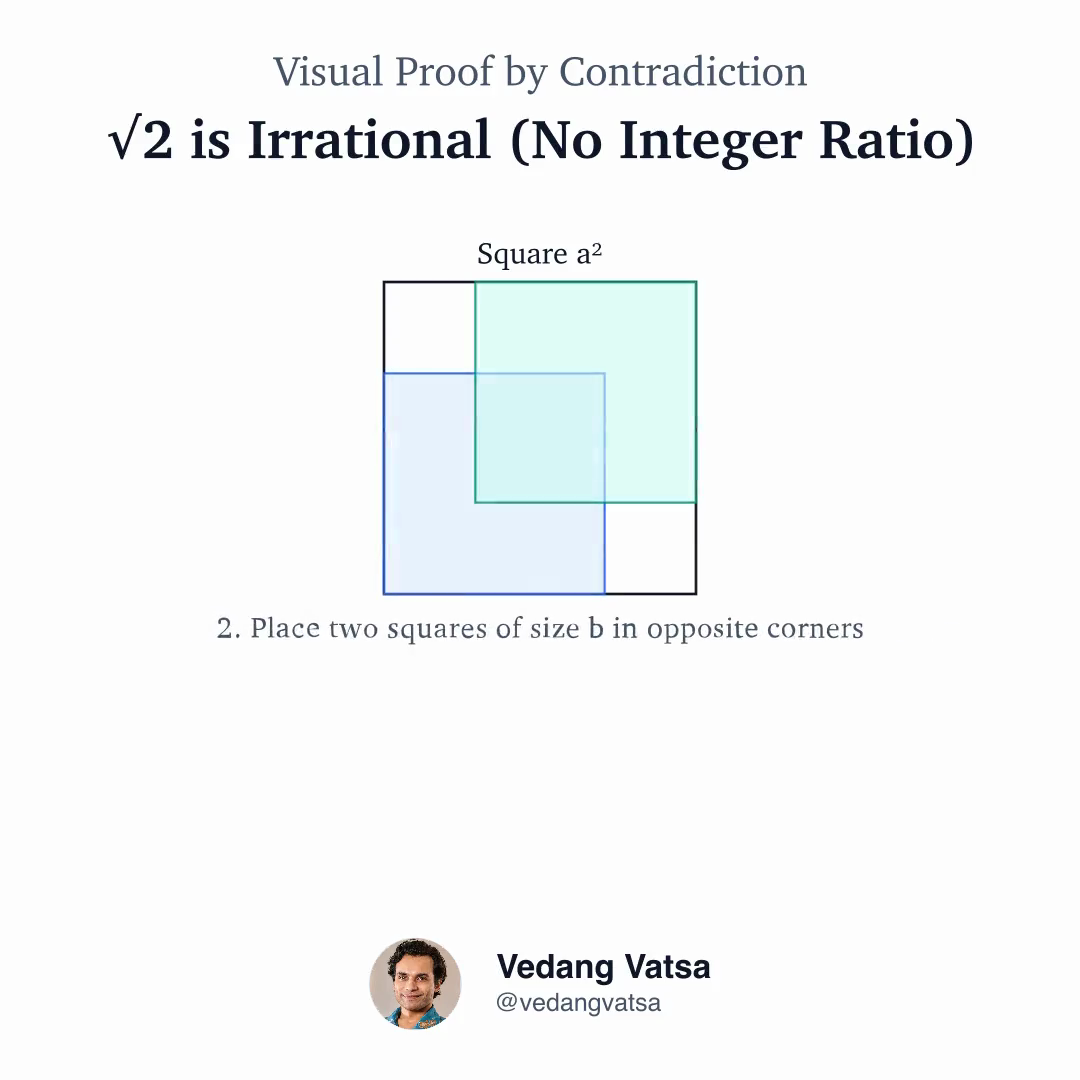 Visual Proof by Contradiction
√2 is Irrational (No Integer Ratio)
Square a²
2. Place two squares of size b in opposite corners
Vedang Vatsa
@vedangvatsa